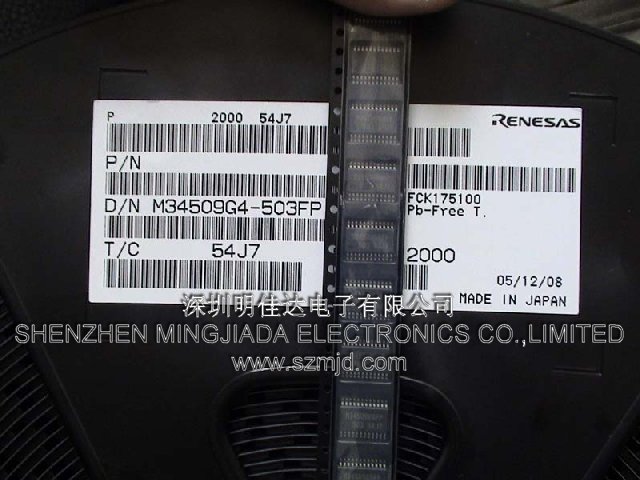 P 2000 54J7
RENESAS
P/N
FCK175100
D/N M34509G4-503FP
Pb-Free T.
T/C 54J7
2000
05/12/08
MADE IN JAPAN
深圳明佳达电子有限公司
SHENZHEN MINGJIADA ELECTRONICS CO.,LIMITED
www.szmjd.com